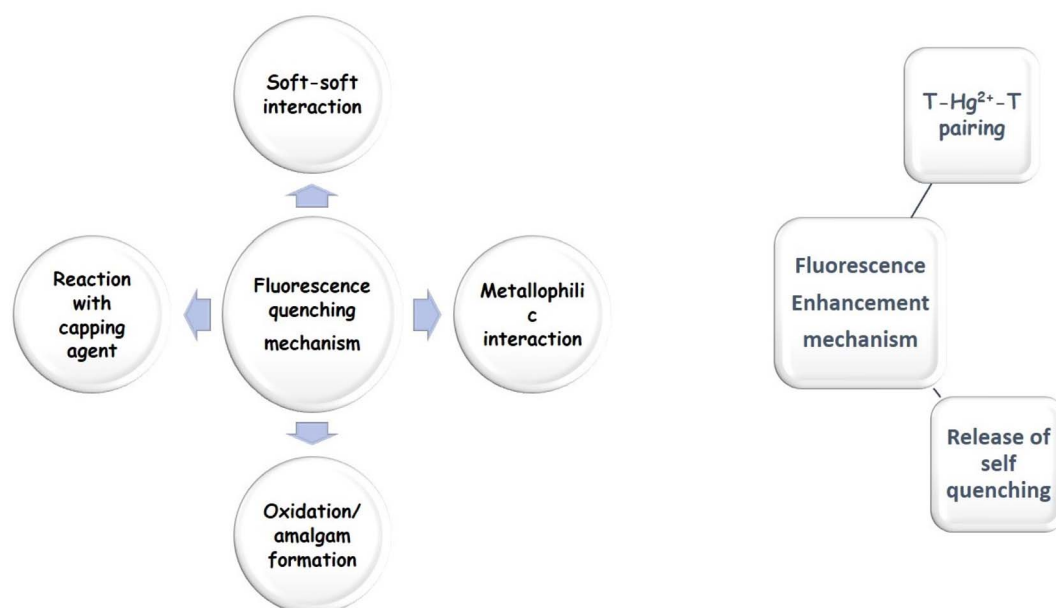 Soft-soft
interaction
Reaction
with
capping
agent
Fluorescence
quenching
mechanism
Metallophili
c
interaction
Oxidation/
amalgam
formation
T-Hg²⁺-T
pairing
Fluorescence
Enhancement
mechanism
Release of
self
quenching